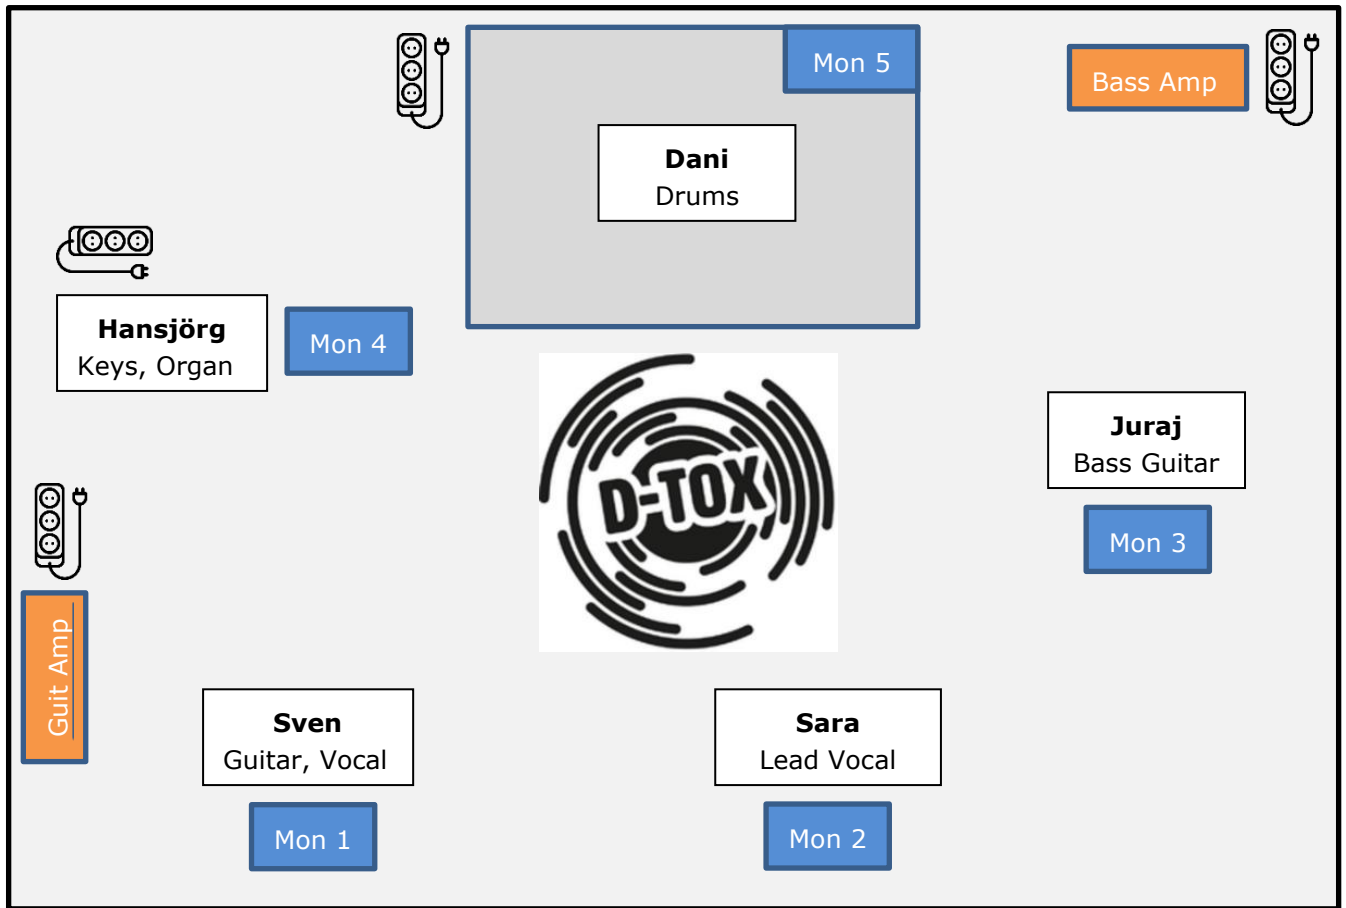 Mon 5
Bass Amp
Dani
Drums
Hansjörg
Keys, Organ
Mon 4
D-TOX
Juraj
Bass Guitar
Mon 3
Guit Amp
Sven
Guitar, Vocal
Sara
Lead Vocal
Mon 1
Mon 2